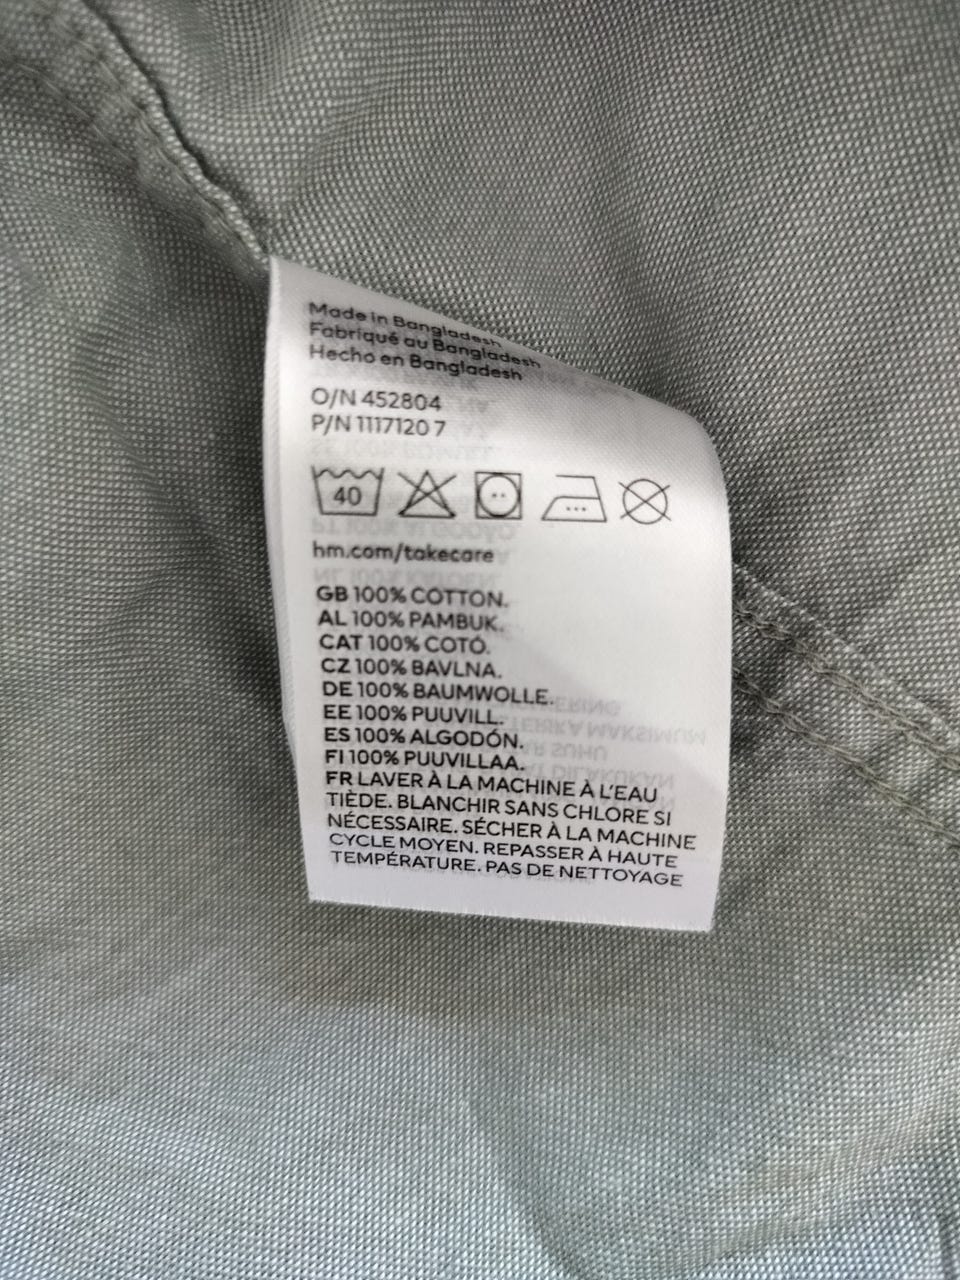 Made in Bangladesh
Fabriqué au Bangladesh
Hecho en Bangladesh
O/N 452804
P/N 1117120 7
40
hm.com/takecare
GB 100% COTTON.
AL 100% PAMBUK.
CAT 100% COTÓ.
CZ 100% BAVLNA.
DE 100% BAUMWOLLE.
EE 100% PUUVILL.
ES 100% ALGODÓN.
FI 100% PUUVILLAA.
FR LAVER À LA MACHINE À L'EAU
TIÈDE. BLANCHIR SANS CHLORE SI
NÉCESSAIRE. SÉCHER À LA MACHINE
CYCLE MOYEN. REPASSER À HAUTE
TEMPÉRATURE. PAS DE NETTOYAGE